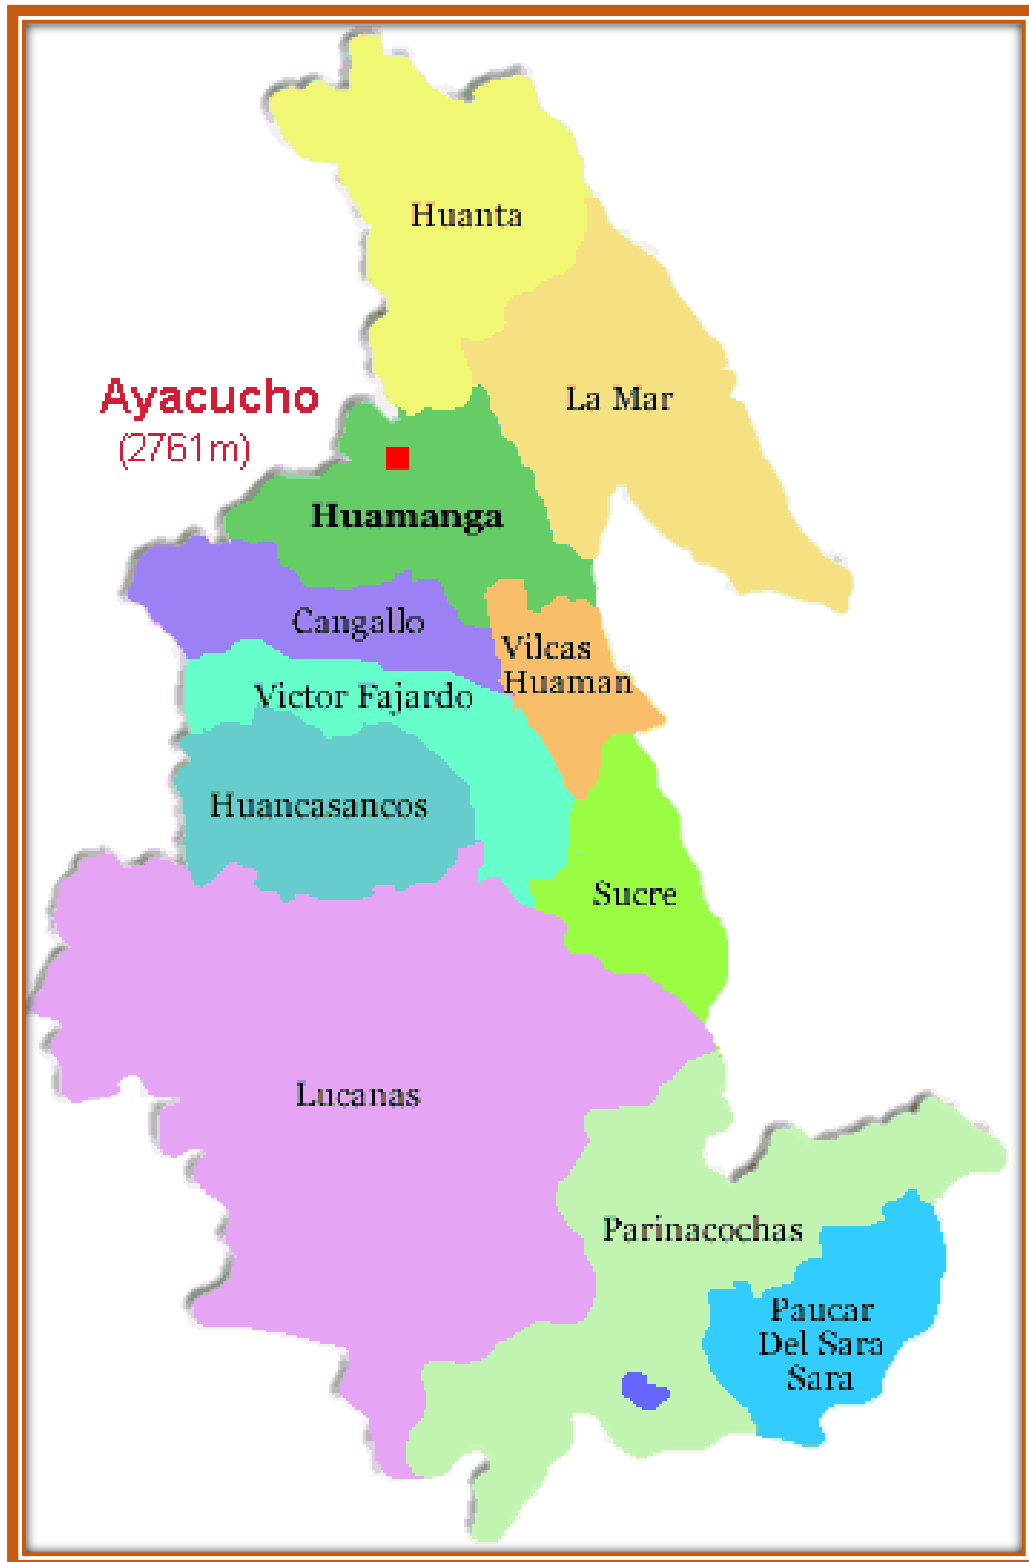 Huanta
La Mar
Ayacucho
(2761m)
Huamanga
Cangallo
Vilcas
Huaman
Victor Fajardo
Huancasancos
Sucre
Lucanas
Parinacochas
Paucar
Del Sara
Sara